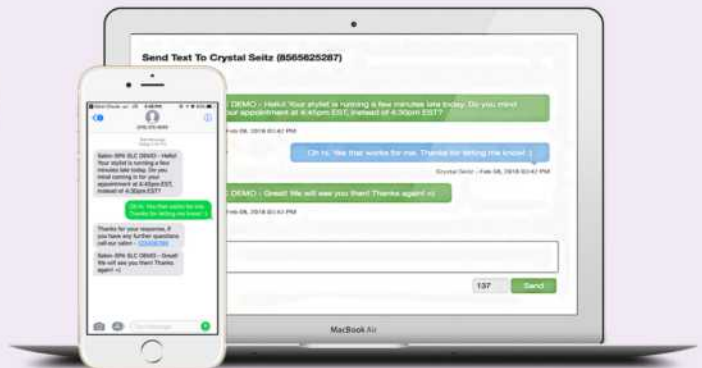 Send Text To Crystal Seitz (8565625287)
DEMO - Hello! Your stylist is running a few minutes late today. Do you mind
your appointment at 4:45pm EST, instead of 4:30pm EST?
Feb 08, 2018 03:42 PM
Oh hi. Yes that works for me. Thanks for letting me know! :)
Crystal Seitz - Feb 08, 2018 03:42 PM
DEMO - Great! We will see you then! Thanks again! =)
Feb 08, 2018 03:42 PM
137
Send
MacBook Air
Salon SPA SLC DEMO - Hello!
Your stylist is running a few
minutes late today. Do you
mind coming in for your
appointment at 4:45pm EST,
instead of 4:30pm EST?
Oh hi. Yes that works for me.
Thanks for letting me know! :)
Thanks for your response, if
you have any further questions
call our salon -
Salon SPA SLC DEMO - Great!
We will see you then! Thanks
again! =)